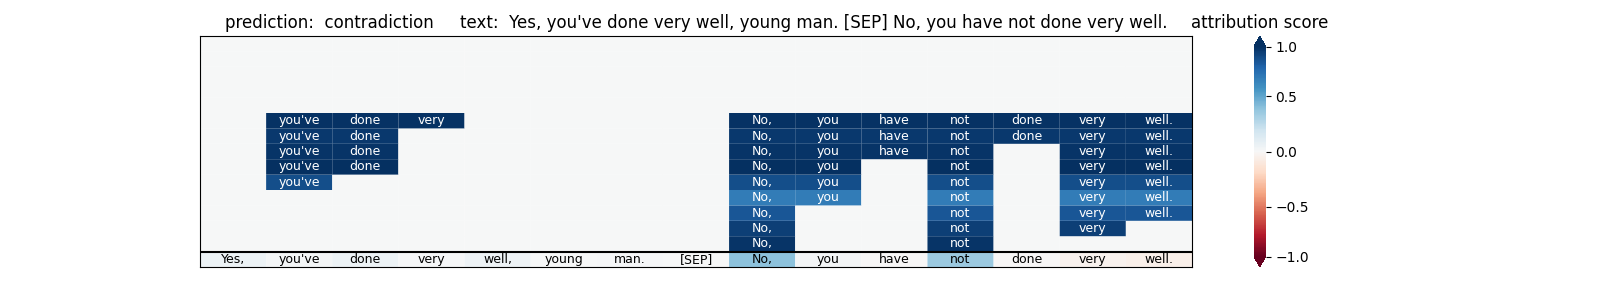 prediction:  contradiction     text:  Yes, you've done very well, young man. [SEP] No, you have not done very well.     attribution score
1.0
0.5
0.0
−0.5
−1.0
you've done very No, you have not done very well.
you've done No, you have not done very well.
you've done No, you have not very well.
you've done No, you not very well.
you've No, you not very well.
No, you not very well.
No, not very well.
No, not very
No, not
Yes, you've done very well, young man. [SEP] No, you have not done very well.